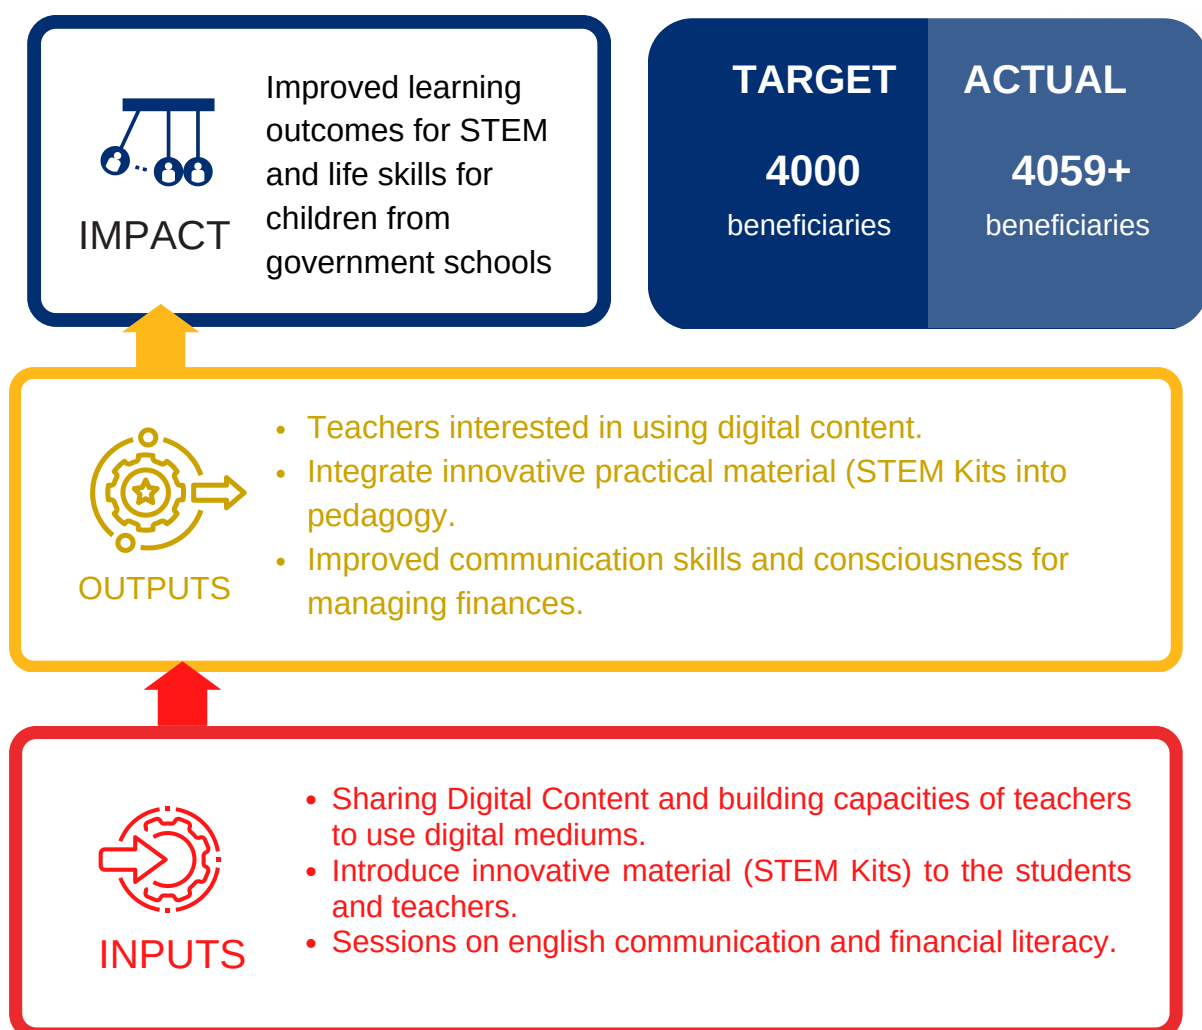 Improved learning
outcomes for STEM
and life skills for
children from
government schools
IMPACT
TARGET
ACTUAL
4000
4059+
beneficiaries
beneficiaries
• Teachers interested in using digital content.
• Integrate innovative practical material (STEM Kits into
pedagogy.
• Improved communication skills and consciousness for
managing finances.
OUTPUTS
• Sharing Digital Content and building capacities of teachers
to use digital mediums.
• Introduce innovative material (STEM Kits) to the students
and teachers.
• Sessions on english communication and financial literacy.
INPUTS